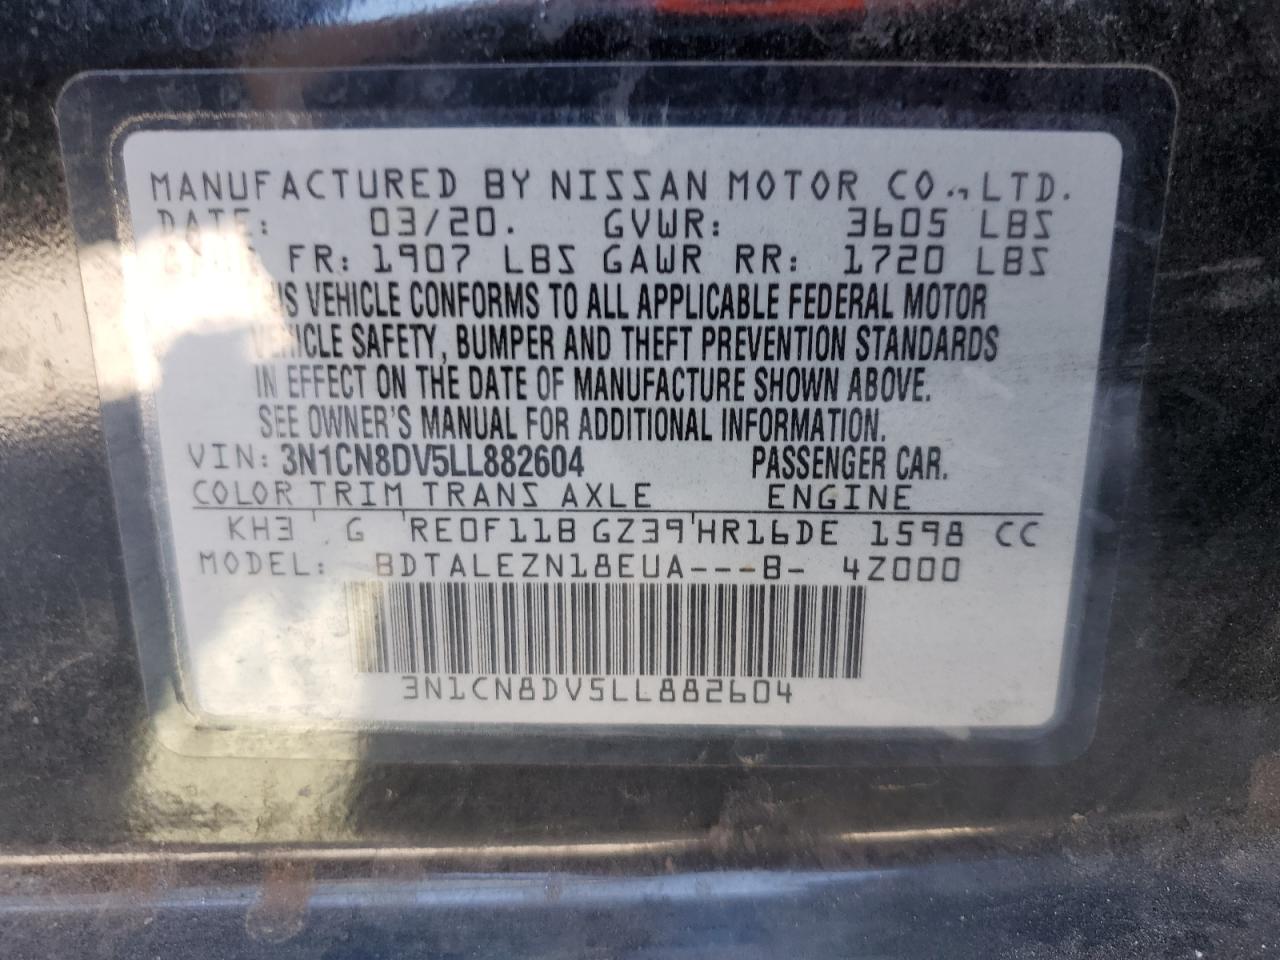 MANUFACTURED BY NISSAN MOTOR CO., LTD.
DATE: 03/20. GVWR: 3605 LBS
FR: 1907 LBS GAWR RR: 1720 LBS
VEHICLE CONFORMS TO ALL APPLICABLE FEDERAL MOTOR
VEHICLE SAFETY, BUMPER AND THEFT PREVENTION STANDARDS
IN EFFECT ON THE DATE OF MANUFACTURE SHOWN ABOVE.
SEE OWNER'S MANUAL FOR ADDITIONAL INFORMATION.
VIN: 3N1CN8DV5LL882604 PASSENGER CAR.
COLOR TRIM TRANS AXLE ENGINE
KH3 G RE0F11B GZ39 HR16DE 1598 CC
MODEL: BDTALEZN18EUA---B- 4Z000
3N1CN8DV5LL882604